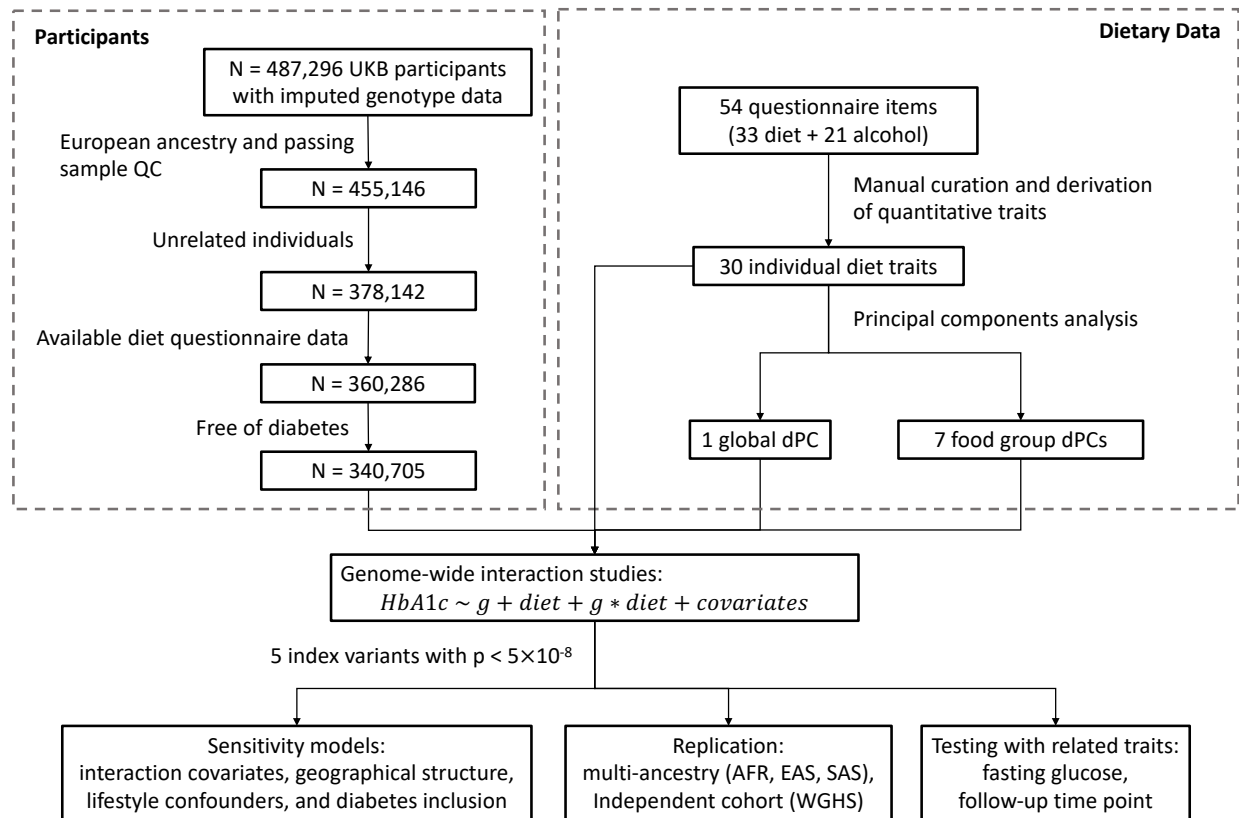 Participants
N = 487,296 UKB participants
with imputed genotype data
European ancestry and passing
sample QC
N = 455,146
Unrelated individuals
N = 378,142
Available diet questionnaire data
N = 360,286
Free of diabetes
N = 340,705
Dietary Data
54 questionnaire items
(33 diet + 21 alcohol)
Manual curation and derivation
of quantitative traits
30 individual diet traits
Principal components analysis
1 global dPC
7 food group dPCs
Genome-wide interaction studies:
HbA1c ~ g + diet + g * diet + covariates
5 index variants with p < 5×10⁻⁸
Sensitivity models:
interaction covariates, geographical structure,
lifestyle confounders, and diabetes inclusion
Replication:
multi-ancestry (AFR, EAS, SAS),
Independent cohort (WGHS)
Testing with related traits:
fasting glucose,
follow-up time point